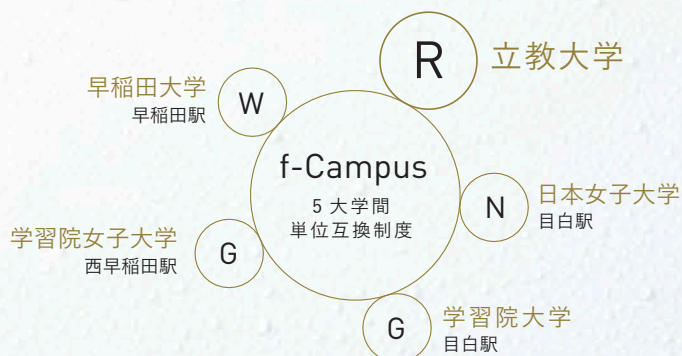 R
立教大学
早稲田大学
早稲田駅
W
f-Campus
5大学間
単位互換制度
N
日本女子大学
目白駅
学習院女子大学
西早稲田駅
G
G
学習院大学
目白駅